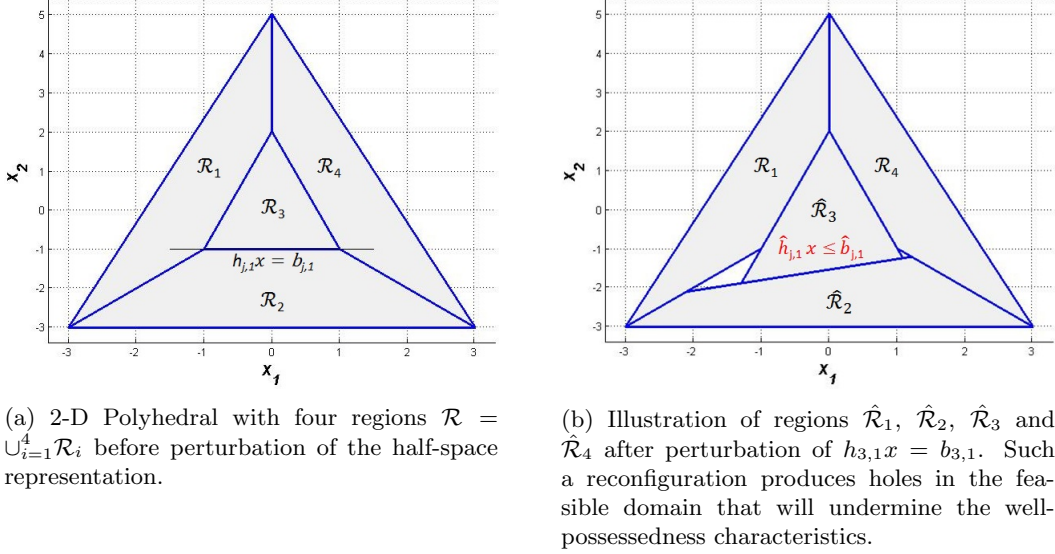 5
4
3
2
1
0
-1
-2
-3
-3 -2 -1 0 1 2 3
x₂
x₁
ℛ₁
ℛ₄
ℛ₃
h_{j,1}x = b_{j,1}
ℛ₂
(a) 2-D Polyhedral with four regions ℛ =
∪⁴ᵢ₌₁ℛᵢ before perturbation of the half-space
representation.
5
4
3
2
1
0
-1
-2
-3
-3 -2 -1 0 1 2 3
x₂
x₁
ℛ₁
ℛ₄
ℛ̂₃
ĥ_{j,1} x ≤ b̂_{j,1}
ℛ̂₂
(b) Illustration of regions ℛ̂₁, ℛ̂₂, ℛ̂₃ and
ℛ̂₄ after perturbation of h₃,₁x = b₃,₁. Such
a reconfiguration produces holes in the fea-
sible domain that will undermine the well-
possessedness characteristics.